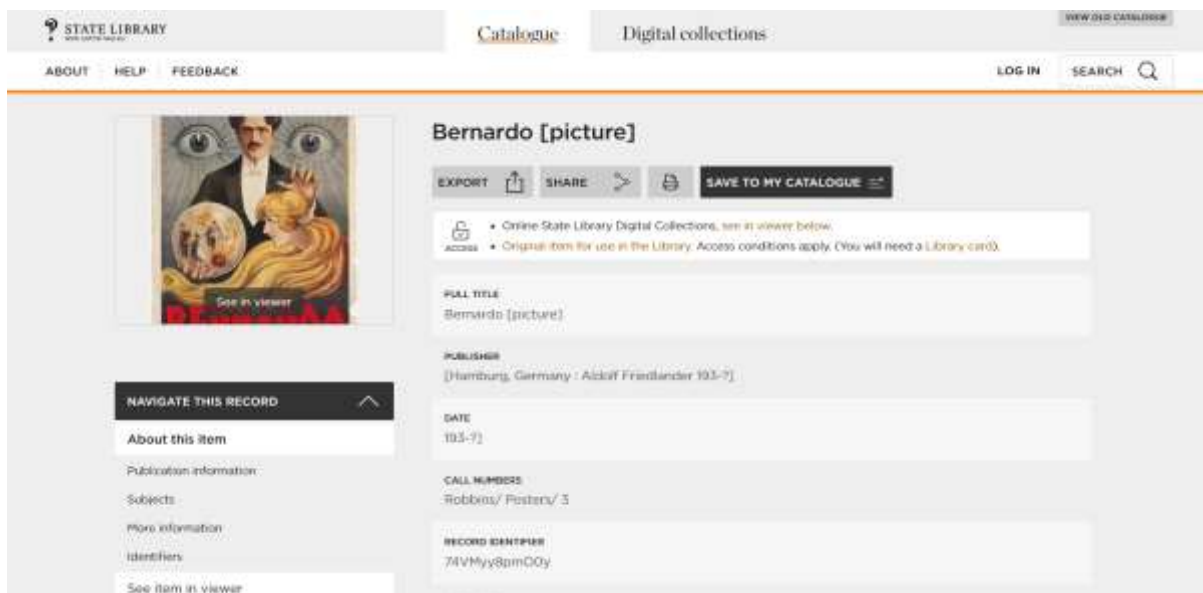 STATE LIBRARY
Catalogue
Digital collections
VIEW OLD CATALOGUE
ABOUT
HELP
FEEDBACK
LOG IN
SEARCH
See in viewer
Bernardo [picture]
EXPORT
SHARE
SAVE TO MY CATALOGUE
ACCESS
• Online State Library Digital Collections, see in viewer below.
• Original item for use in the Library. Access conditions apply. (You will need a Library card).
FULL TITLE
Bernardo [picture]
PUBLISHER
[Hamburg, Germany : Aldolf Friedlander 193-?]
DATE
193-?]
CALL NUMBERS
Robbins/ Posters/ 3
RECORD IDENTIFIER
74VMyy8pmO0y
NAVIGATE THIS RECORD
About this item
Publication information
Subjects
More information
Identifiers
See item in viewer